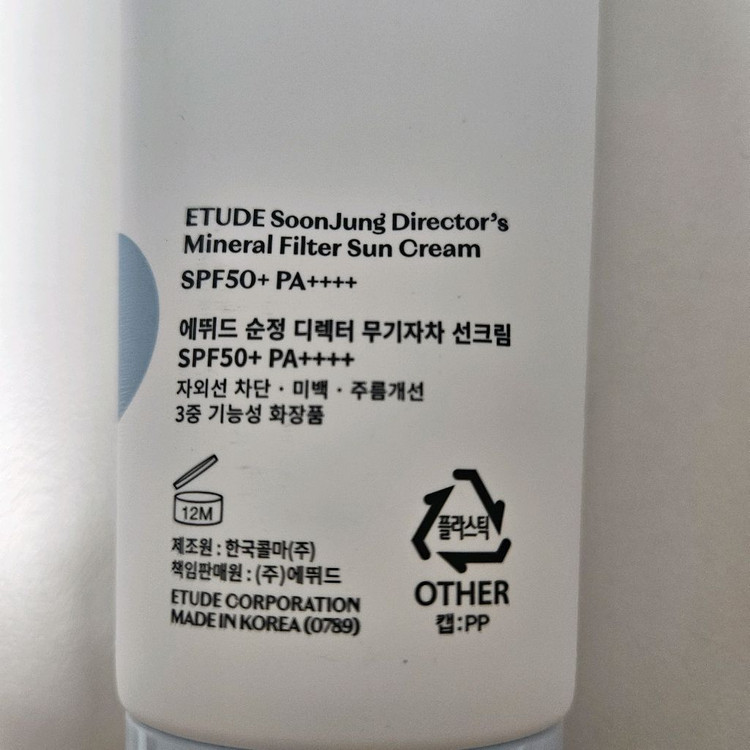 ETUDE SoonJung Director's
Mineral Filter Sun Cream
SPF50+ PA++++
에뛰드 순정 디렉터 무기자차 선크림
SPF50+ PA++++
자외선 차단 · 미백 · 주름개선
3중 기능성 화장품
12M
제조원 : 한국콜마(주)
책임판매원 : (주)에뛰드
ETUDE CORPORATION
MADE IN KOREA (0789)
플라스틱
OTHER
캡:PP